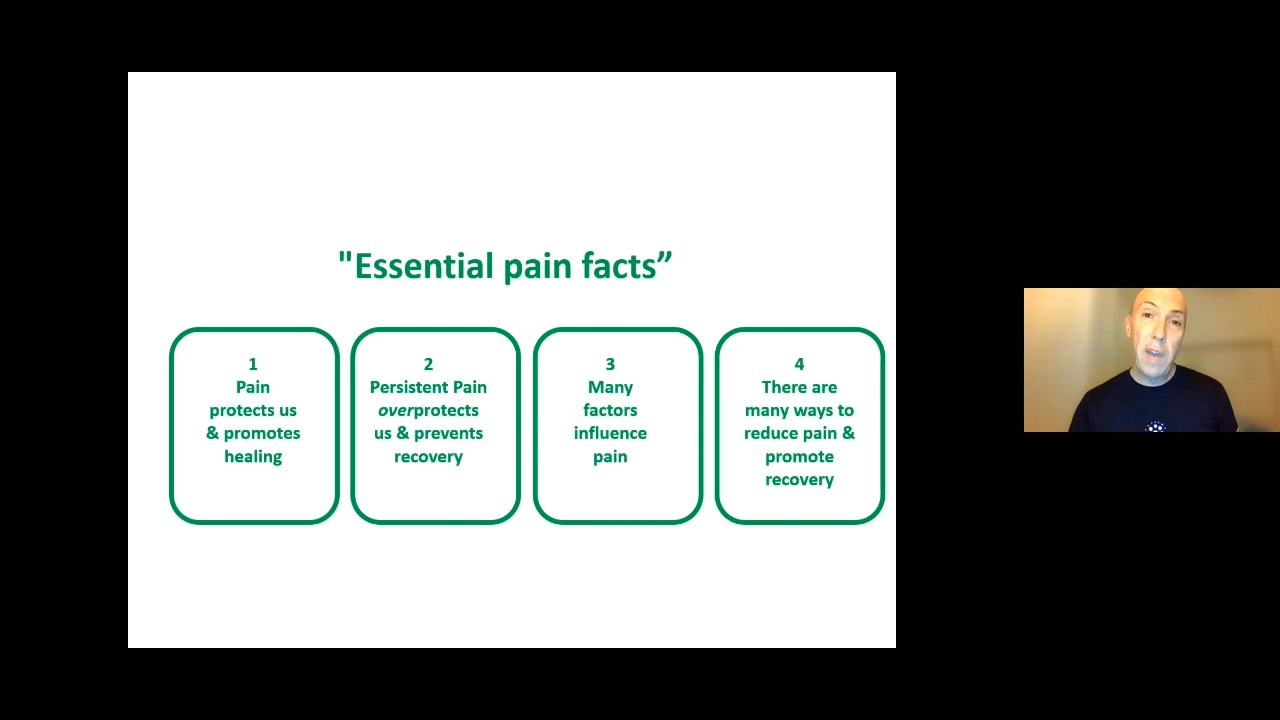 "Essential pain facts”
1
Pain
protects us
& promotes
healing
2
Persistent Pain
overprotects
us & prevents
recovery
3
Many
factors
influence
pain
4
There are
many ways to
reduce pain &
promote
recovery